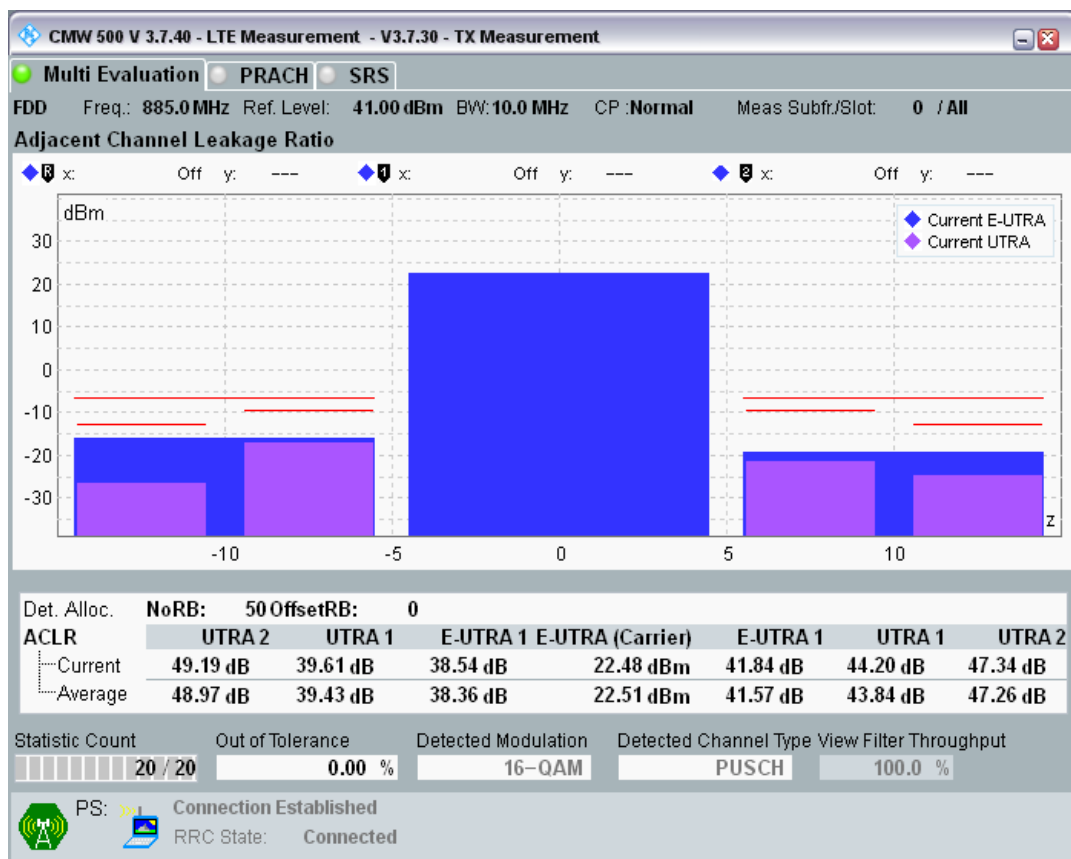 CMW 500 V 3.7.40 - LTE Measurement - V3.7.30 - TX Measurement
Multi Evaluation PRACH SRS
FDD Freq.: 885.0 MHz Ref. Level: 41.00 dBm BW: 10.0 MHz CP :Normal Meas Subfr./Slot: 0 / All
Adjacent Channel Leakage Ratio
R x: Off y: --- 1 x: Off y: --- 2 x: Off y: ---
dBm
Current E-UTRA
Current UTRA
30
20
10
0
-10
-20
-30
z
-10 -5 0 5 10
Det. Alloc. NoRB: 50 OffsetRB: 0
ACLR UTRA 2 UTRA 1 E-UTRA 1 E-UTRA (Carrier) E-UTRA 1 UTRA 1 UTRA 2
Current 49.19 dB 39.61 dB 38.54 dB 22.48 dBm 41.84 dB 44.20 dB 47.34 dB
Average 48.97 dB 39.43 dB 38.36 dB 22.51 dBm 41.57 dB 43.84 dB 47.26 dB
Statistic Count Out of Tolerance Detected Modulation Detected Channel Type View Filter Throughput
20 / 20 0.00 % 16-QAM PUSCH 100.0 %
PS: Connection Established
RRC State: Connected